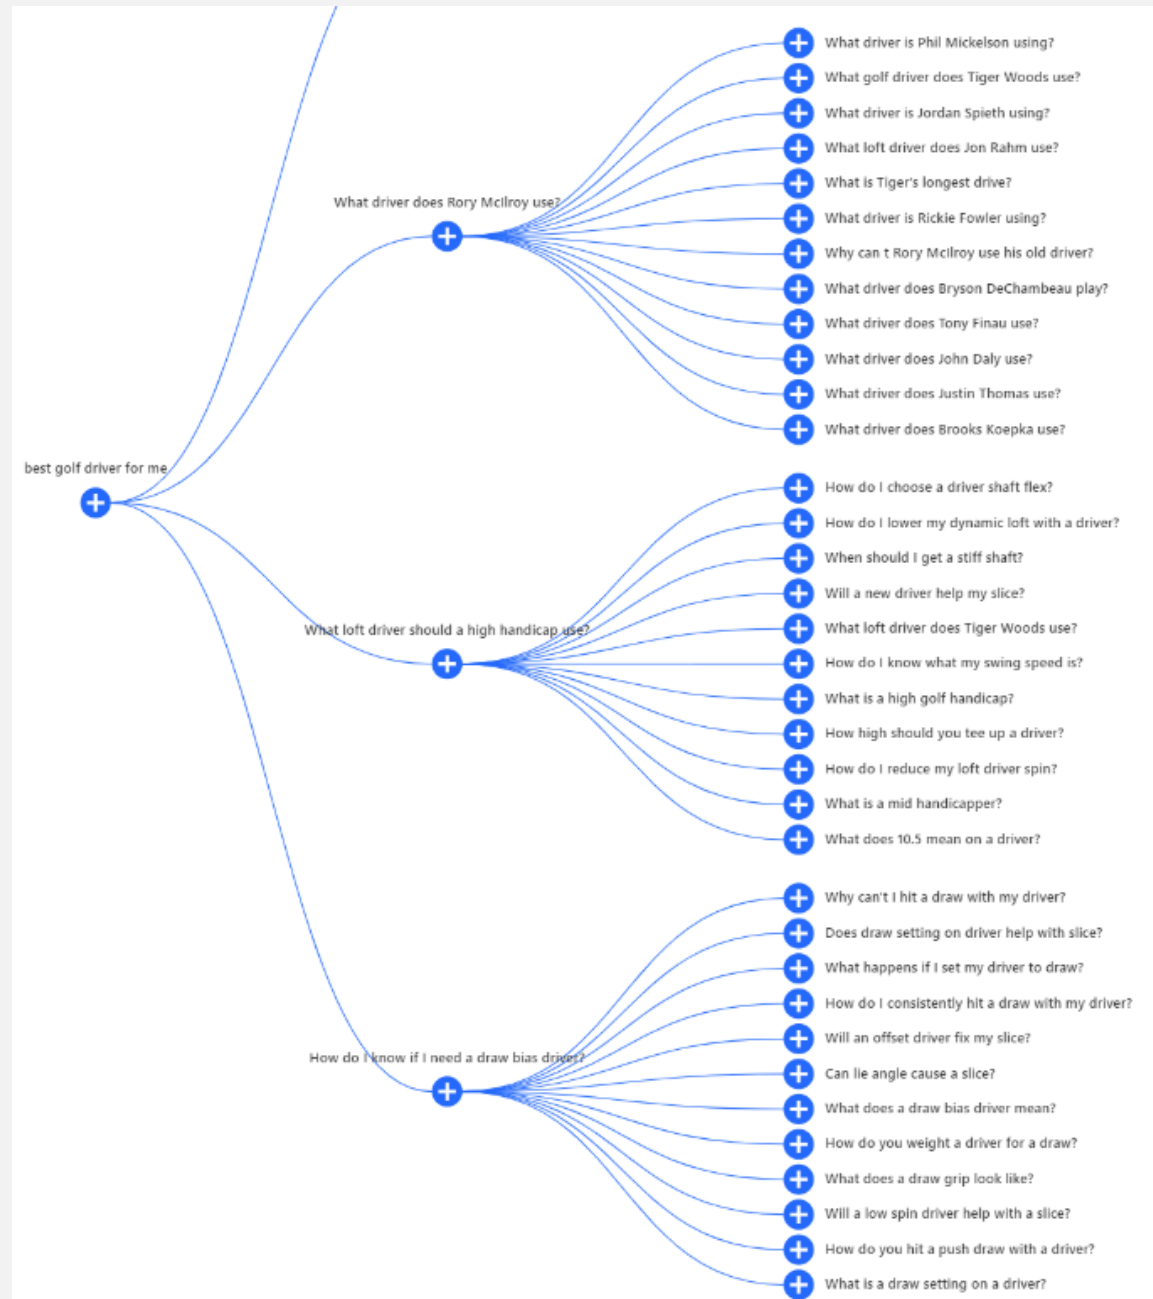 What driver is Phil Mickelson using?
What golf driver does Tiger Woods use?
What driver is Jordan Spieth using?
What loft driver does Jon Rahm use?
What is Tiger's longest drive?
What driver does Rory McIlroy use?
What driver is Rickie Fowler using?
Why can t Rory McIlroy use his old driver?
What driver does Bryson DeChambeau play?
What driver does Tony Finau use?
What driver does John Daly use?
What driver does Justin Thomas use?
What driver does Brooks Koepka use?
best golf driver for me
How do I choose a driver shaft flex?
How do I lower my dynamic loft with a driver?
When should I get a stiff shaft?
Will a new driver help my slice?
What loft driver should a high handicap use?
What loft driver does Tiger Woods use?
How do I know what my swing speed is?
What is a high golf handicap?
How high should you tee up a driver?
How do I reduce my loft driver spin?
What is a mid handicapper?
What does 10.5 mean on a driver?
Why can't I hit a draw with my driver?
Does draw setting on driver help with slice?
What happens if I set my driver to draw?
How do I consistently hit a draw with my driver?
Will an offset driver fix my slice?
How do I know if I need a draw bias driver?
Can lie angle cause a slice?
What does a draw bias driver mean?
How do you weight a driver for a draw?
What does a draw grip look like?
Will a low spin driver help with a slice?
How do you hit a push draw with a driver?
What is a draw setting on a driver?